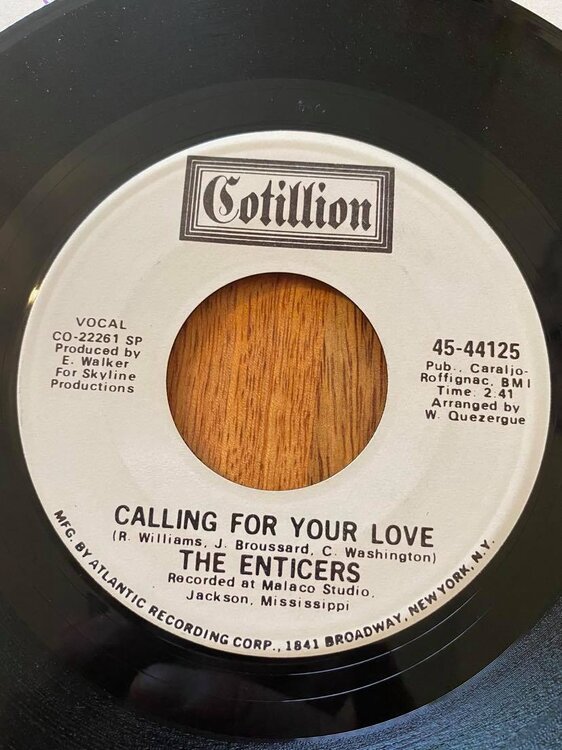 Cotillion
VOCAL
CO-22261 SP
Produced by
E. Walker
For Skyline
Productions
45-44125
Pub., Caraljo-
Roffignac, BMI
Time: 2:41
Arranged by
W. Quezergue
CALLING FOR YOUR LOVE
(R. Williams, J. Broussard, C. Washington)
THE ENTICERS
Recorded at Malaco Studio,
Jackson, Mississippi
MFG. BY ATLANTIC RECORDING CORP., 1841 BROADWAY, NEW YORK, N.Y.